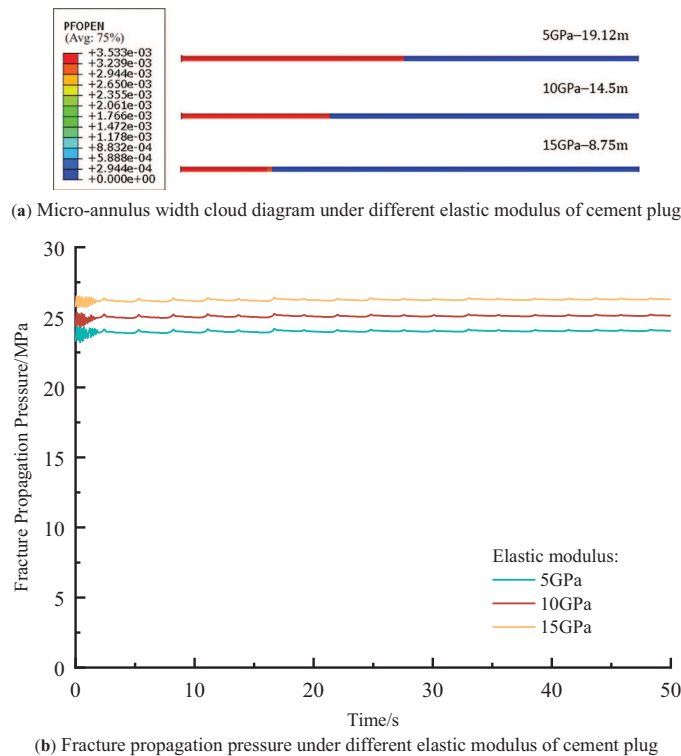 PFOPEN
(Avg: 75%)
+3.533e-03
+3.239e-03
+2.944e-03
+2.650e-03
+2.355e-03
+2.061e-03
+1.766e-03
+1.472e-03
+1.178e-03
+8.832e-04
+5.888e-04
+2.944e-04
+0.000e+00
5GPa−19.12m
10GPa−14.5m
15GPa−8.75m
(a) Micro-annulus width cloud diagram under different elastic modulus of cement plug
30
25
20
15
10
5
0
Fracture Propagation Pressure/MPa
Elastic modulus:
5GPa
10GPa
15GPa
0 10 20 30 40 50
Time/s
(b) Fracture propagation pressure under different elastic modulus of cement plug